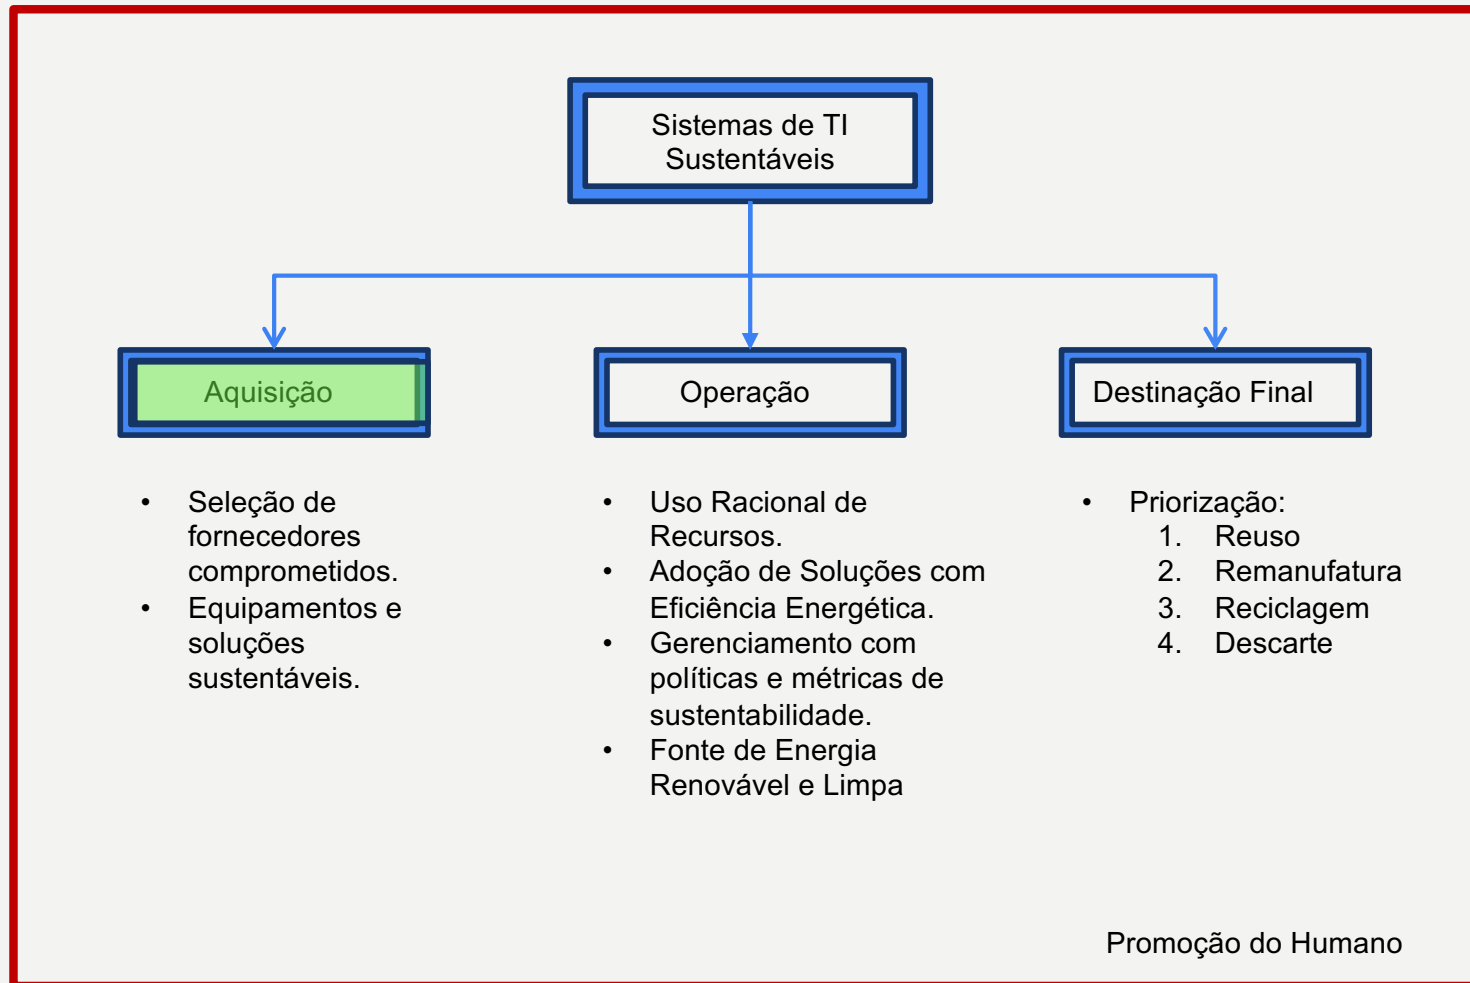 Sistemas de TI
Sustentáveis
Aquisição
Operação
Destinação Final
• Seleção de
fornecedores
comprometidos.
• Equipamentos e
soluções
sustentáveis.
• Uso Racional de
Recursos.
• Adoção de Soluções com
Eficiência Energética.
• Gerenciamento com
políticas e métricas de
sustentabilidade.
• Fonte de Energia
Renovável e Limpa
• Priorização:
1. Reuso
2. Remanufatura
3. Reciclagem
4. Descarte
Promoção do Humano